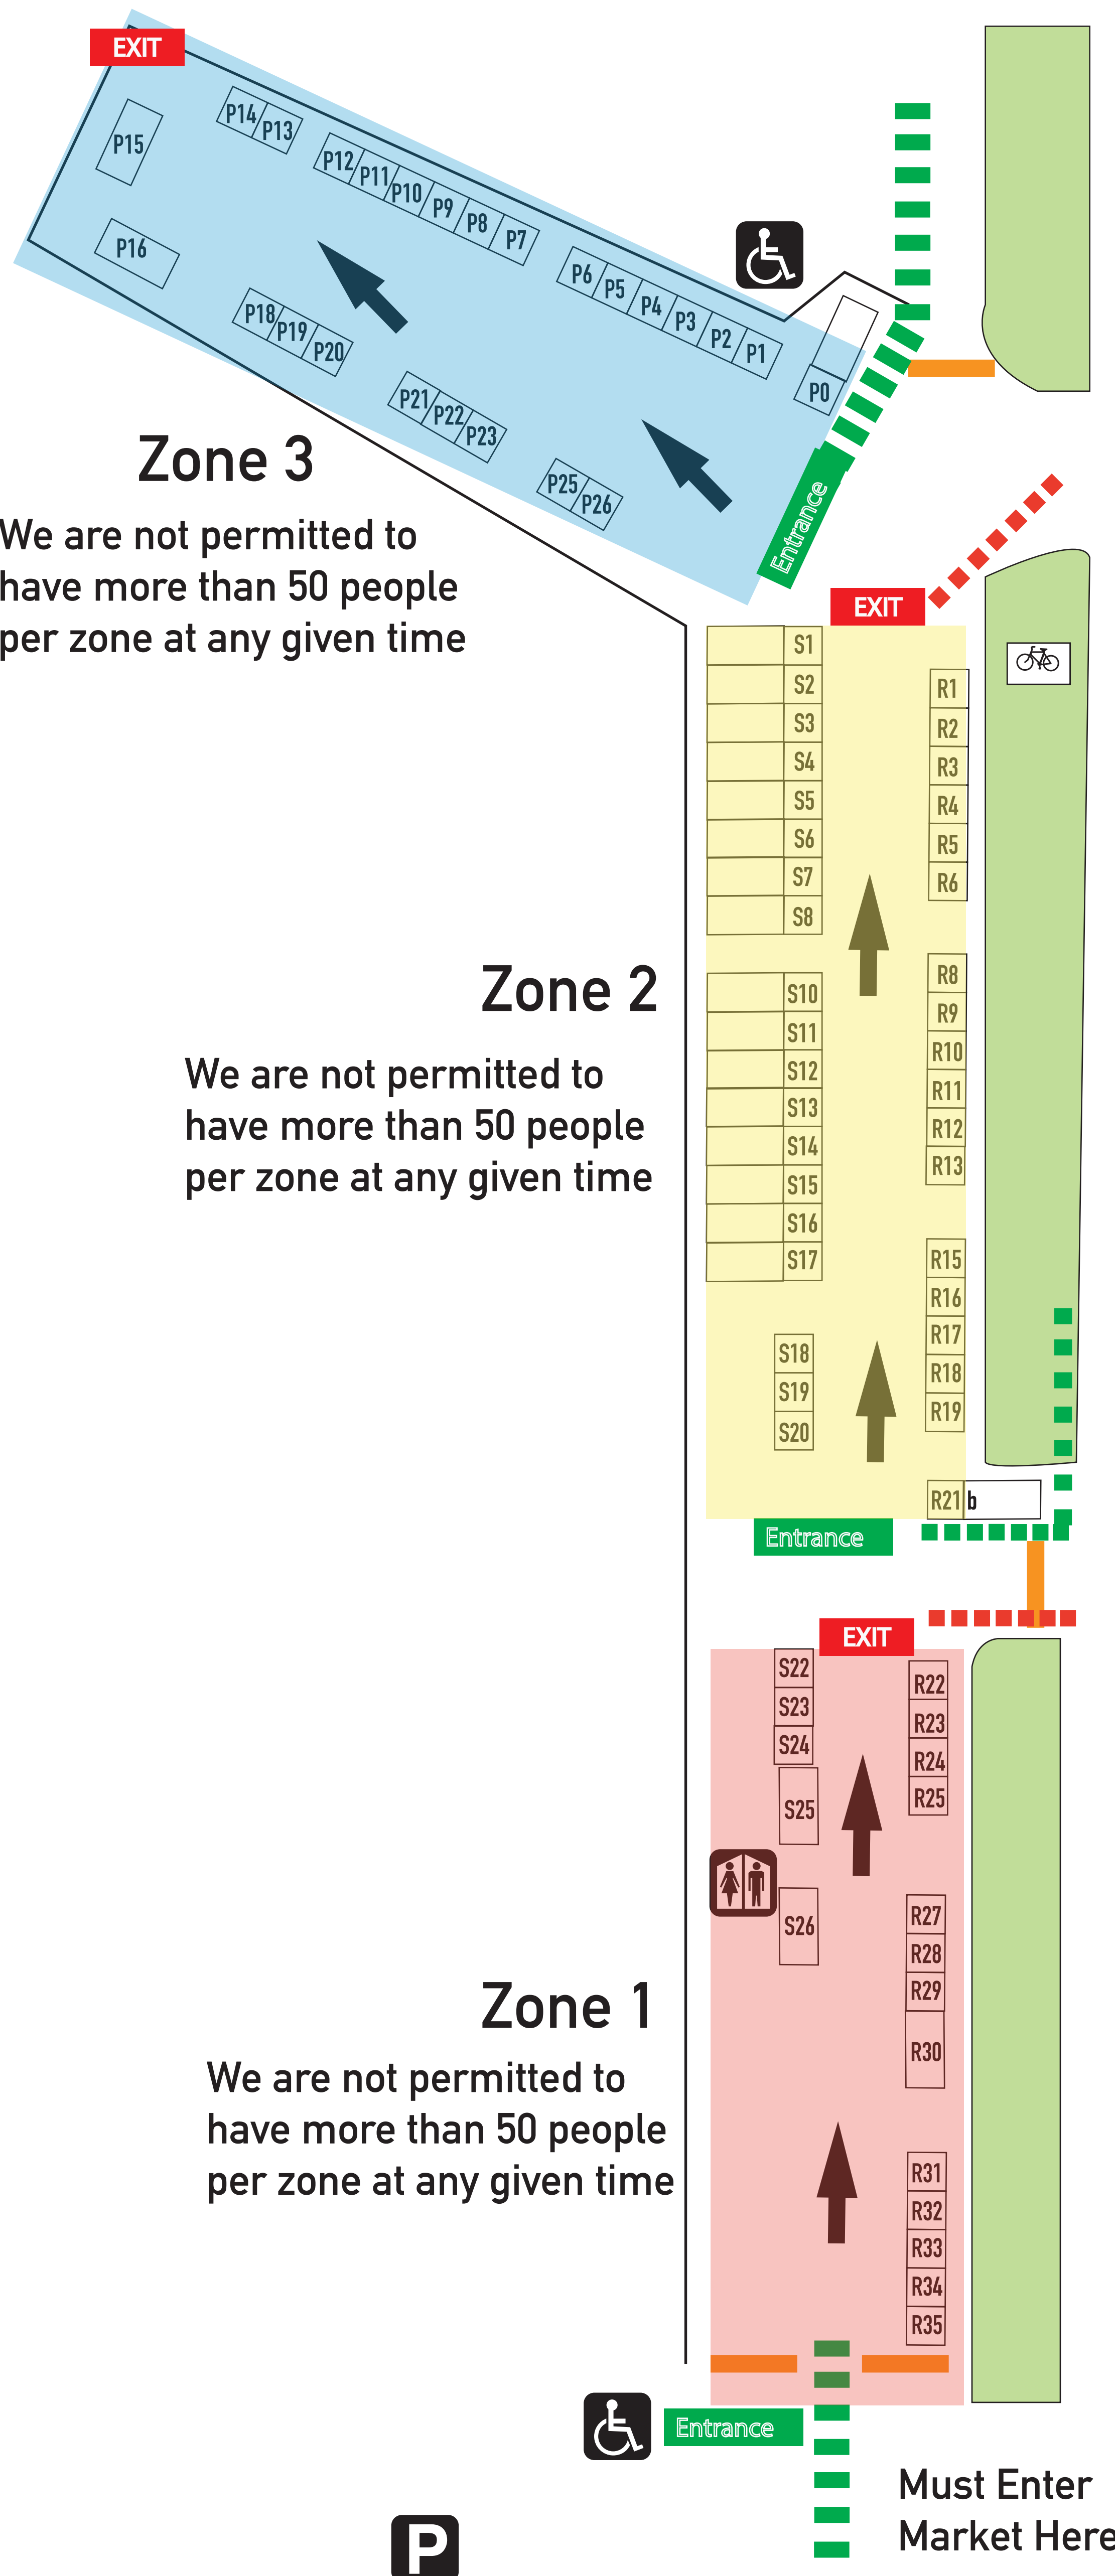 EXIT
P14
P13
P15
P12
P11
P10
P9
P8
P7
P16
P6
P5
P4
P3
P2
P1
P0
P18
P19
P20
P21
P22
P23
P25
P26
Entrance
Zone 3
We are not permitted to
have more than 50 people
per zone at any given time
EXIT
S1
S2
S3
S4
S5
S6
S7
S8
R1
R2
R3
R4
R5
R6
Zone 2
We are not permitted to
have more than 50 people
per zone at any given time
S10
S11
S12
S13
S14
S15
S16
S17
R8
R9
R10
R11
R12
R13
R15
R16
R17
R18
R19
S18
S19
S20
R21 b
Entrance
EXIT
S22
S23
S24
S25
S26
R22
R23
R24
R25
R27
R28
R29
R30
Zone 1
We are not permitted to
have more than 50 people
per zone at any given time
R31
R32
R33
R34
R35
Entrance
Must Enter
Market Here
P